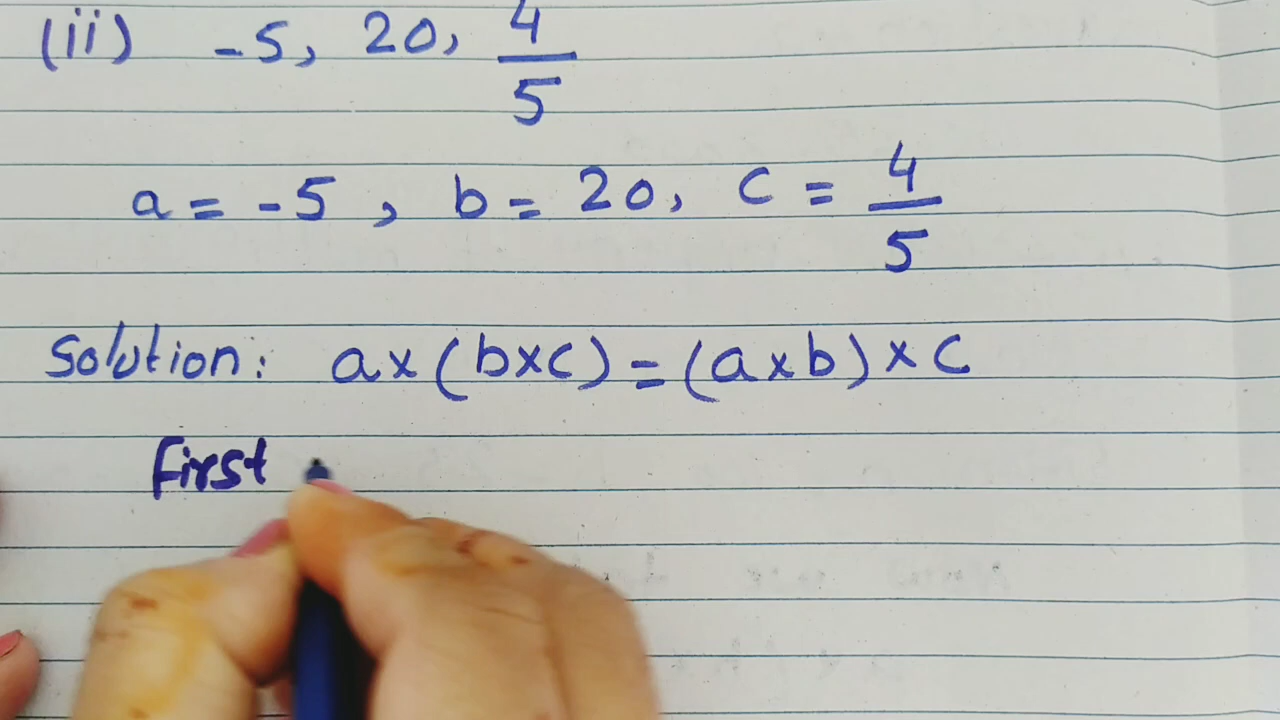 (ii) -5, 20, 4/5
a = -5, b = 20, c = 4/5
Solution: a×(b×c) = (a×b)×c
First